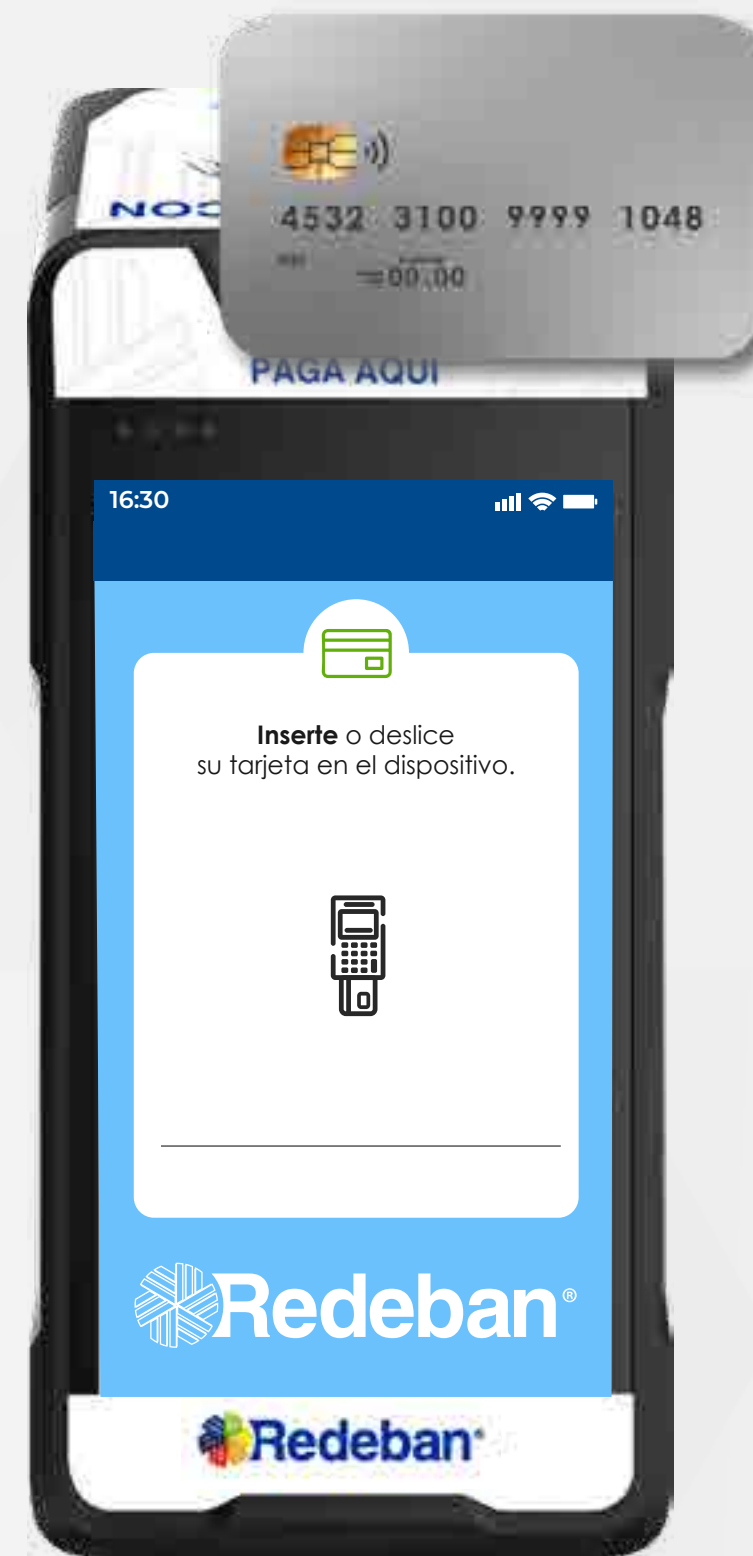 CON
4532 3100 9999 1048
00.00
PAGA AQUI
16:30
Inserte o deslice
su tarjeta en el dispositivo.
Redeban®
Redeban